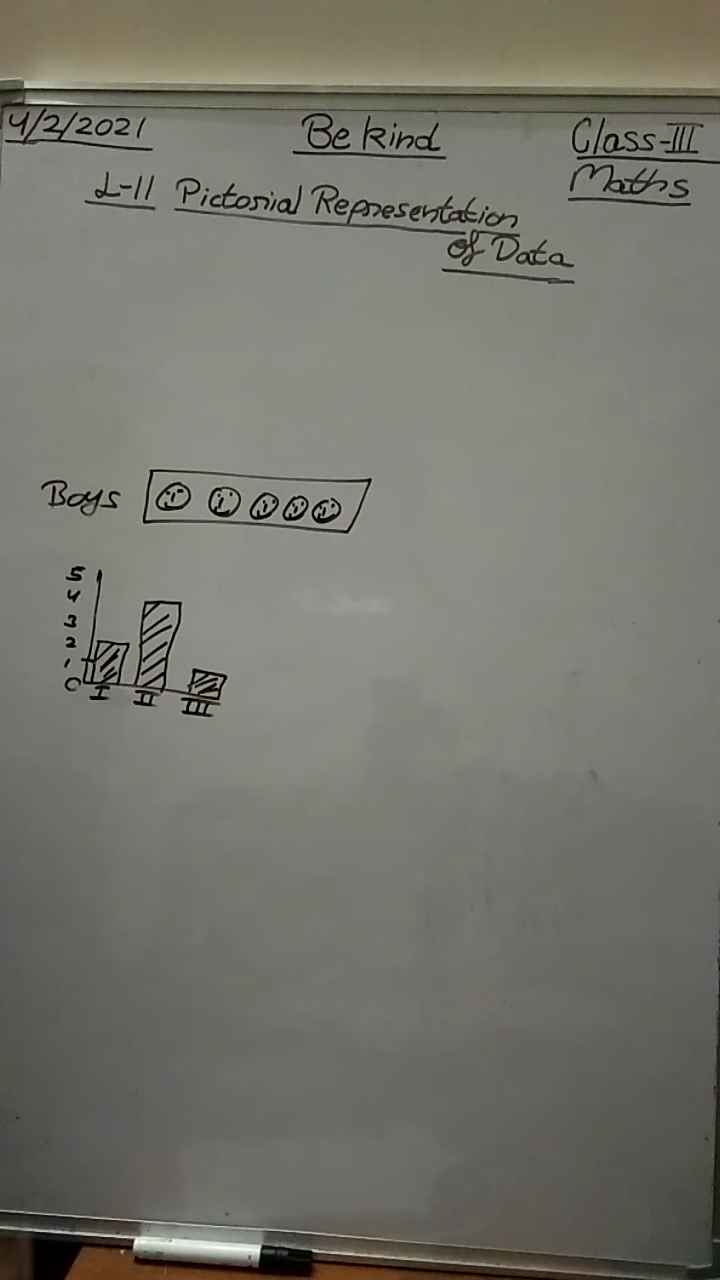 4/2/2021 Be kind Class-III
Maths
L-11 Pictorial Representation
of Data
Boys
5
4
3
2
1
0
I II III